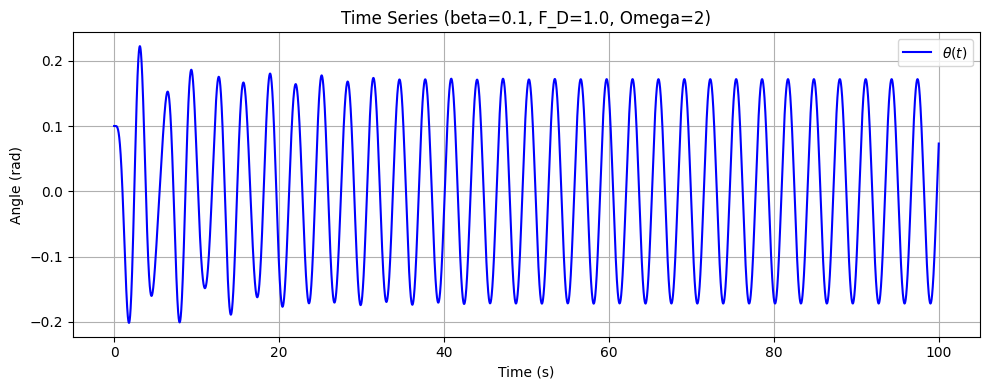 Time Series (beta=0.1, F_D=1.0, Omega=2)
θ(t)
Angle (rad)
0.2
0.1
0.0
−0.1
−0.2
0 20 40 60 80 100
Time (s)